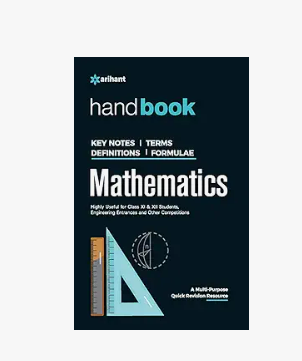 arihant
handbook
KEY NOTES | TERMS
DEFINITIONS | FORMULAE
Mathematics
Highly Useful for Class XI & XII Students,
Engineering Entrances and Other Competitions
A Multi-Purpose
Quick Revision Resource